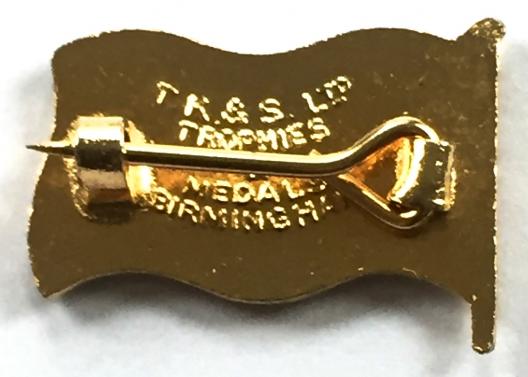 & S. LTD
TROPHIES
MEDALS
BIRMINGHAM